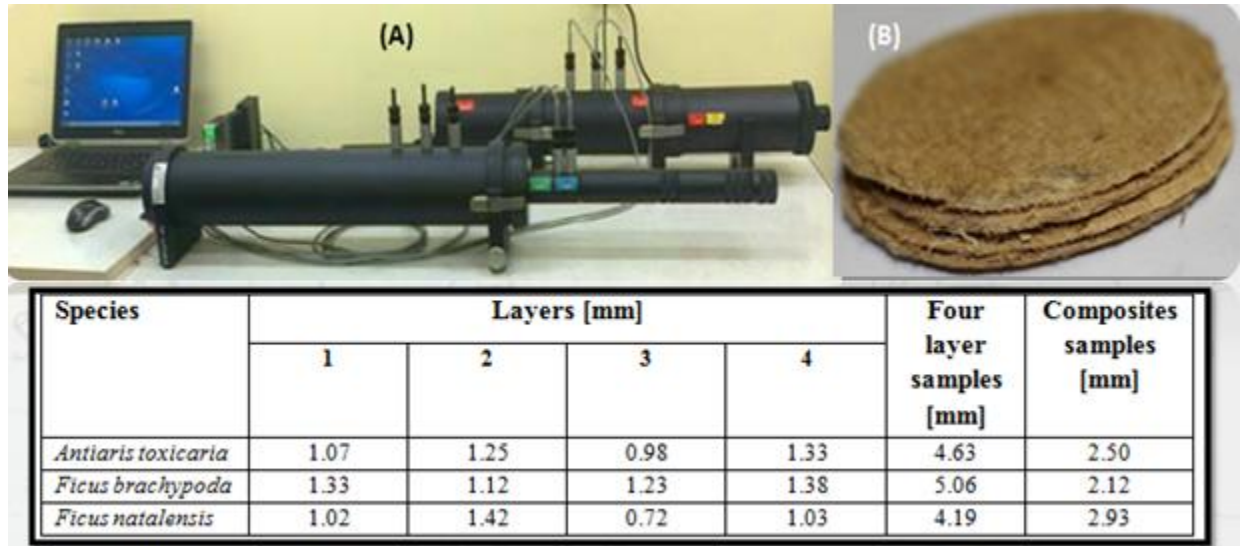 (A)
(B)
Species
Layers [mm]
Four layer samples [mm]
Composites samples [mm]
1 2 3 4
Antiaris toxicaria 1.07 1.25 0.98 1.33 4.63 2.50
Ficus brachypoda 1.33 1.12 1.23 1.38 5.06 2.12
Ficus natalensis 1.02 1.42 0.72 1.03 4.19 2.93